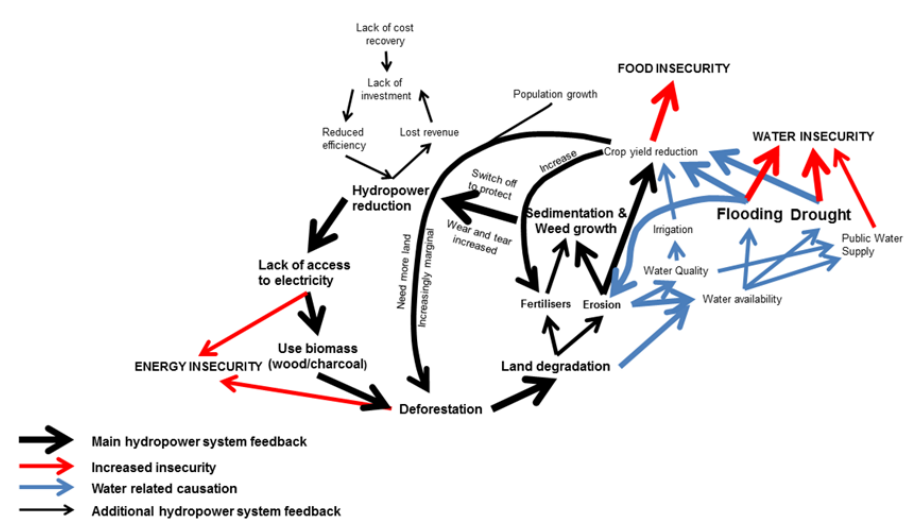 Lack of cost
recovery
Lack of
investment
Reduced
efficiency
Lost revenue
Population growth
FOOD INSECURITY
WATER INSECURITY
Crop yield reduction
Increase
Switch off
to protect
Hydropower
reduction
Wear and tear
increased
Sedimentation &
Weed growth
Flooding
Drought
Irrigation
Public Water
Supply
Water Quality
Water availability
Lack of access
to electricity
Need more land
Increasingly marginal
Fertilisers
Erosion
Use biomass
(wood/charcoal)
ENERGY INSECURITY
Land degradation
Deforestation
Main hydropower system feedback
Increased insecurity
Water related causation
Additional hydropower system feedback